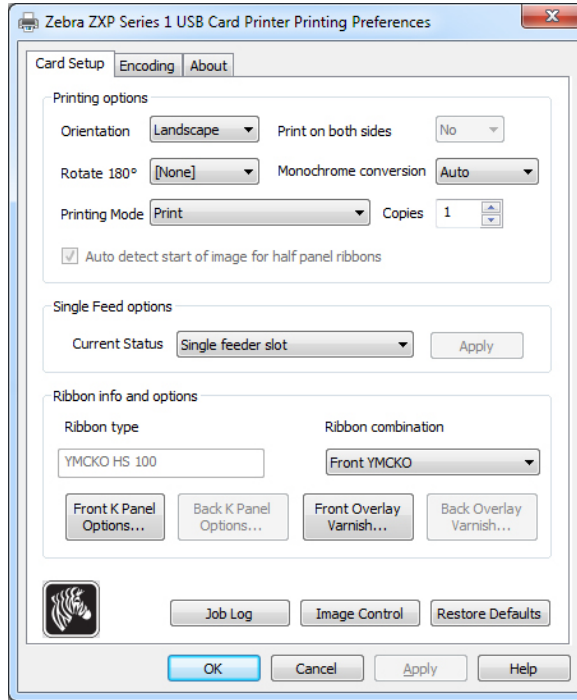 Zebra ZXP Series 1 USB Card Printer Printing Preferences
Card Setup Encoding About
Printing options
Orientation Landscape Print on both sides No
Rotate 180° [None] Monochrome conversion Auto
Printing Mode Print Copies 1
Auto detect start of image for half panel ribbons
Single Feed options
Current Status Single feeder slot Apply
Ribbon info and options
Ribbon type Ribbon combination
YMCKO HS 100 Front YMCKO
Front K Panel Back K Panel Front Overlay Back Overlay
Options... Options... Varnish... Varnish...
Job Log Image Control Restore Defaults
OK Cancel Apply Help